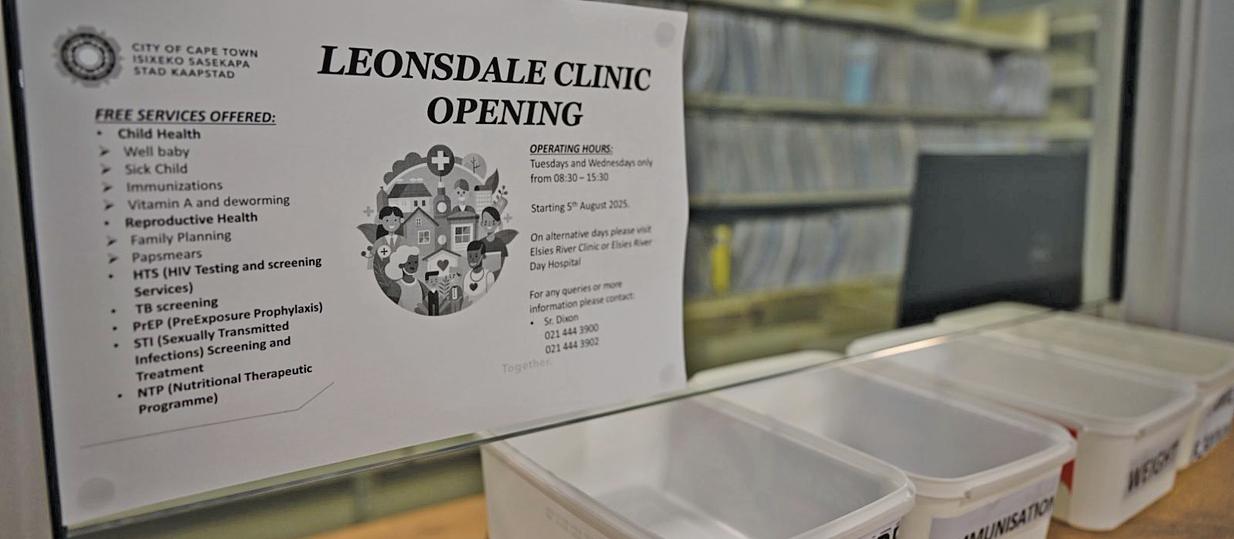 CITY OF CAPE TOWN
ISIXEKO SASEKAPA
STAD KAAPSTAD
LEONSDALE CLINIC
OPENING
FREE SERVICES OFFERED:
• Child Health
➢ Well baby
➢ Sick Child
➢ Immunizations
➢ Vitamin A and deworming
• Reproductive Health
➢ Family Planning
➢ Papsmears
• HTS (HIV Testing and screening
Services)
• TB screening
• PrEP (PreExposure Prophylaxis)
• STI (Sexually Transmitted
Infections) Screening and
Treatment
• NTP (Nutritional Therapeutic
Programme)
OPERATING HOURS:
Tuesdays and Wednesdays only
from 08:30 – 15:30
Starting 5th August 2025.
On alternative days please visit
Elsies River Clinic or Elsies River
Day Hospital
For any queries or more
information please contact:
• Sr. Dixon
021 444 3900
021 444 3902
Together.
MUNISATION
WEIGHT